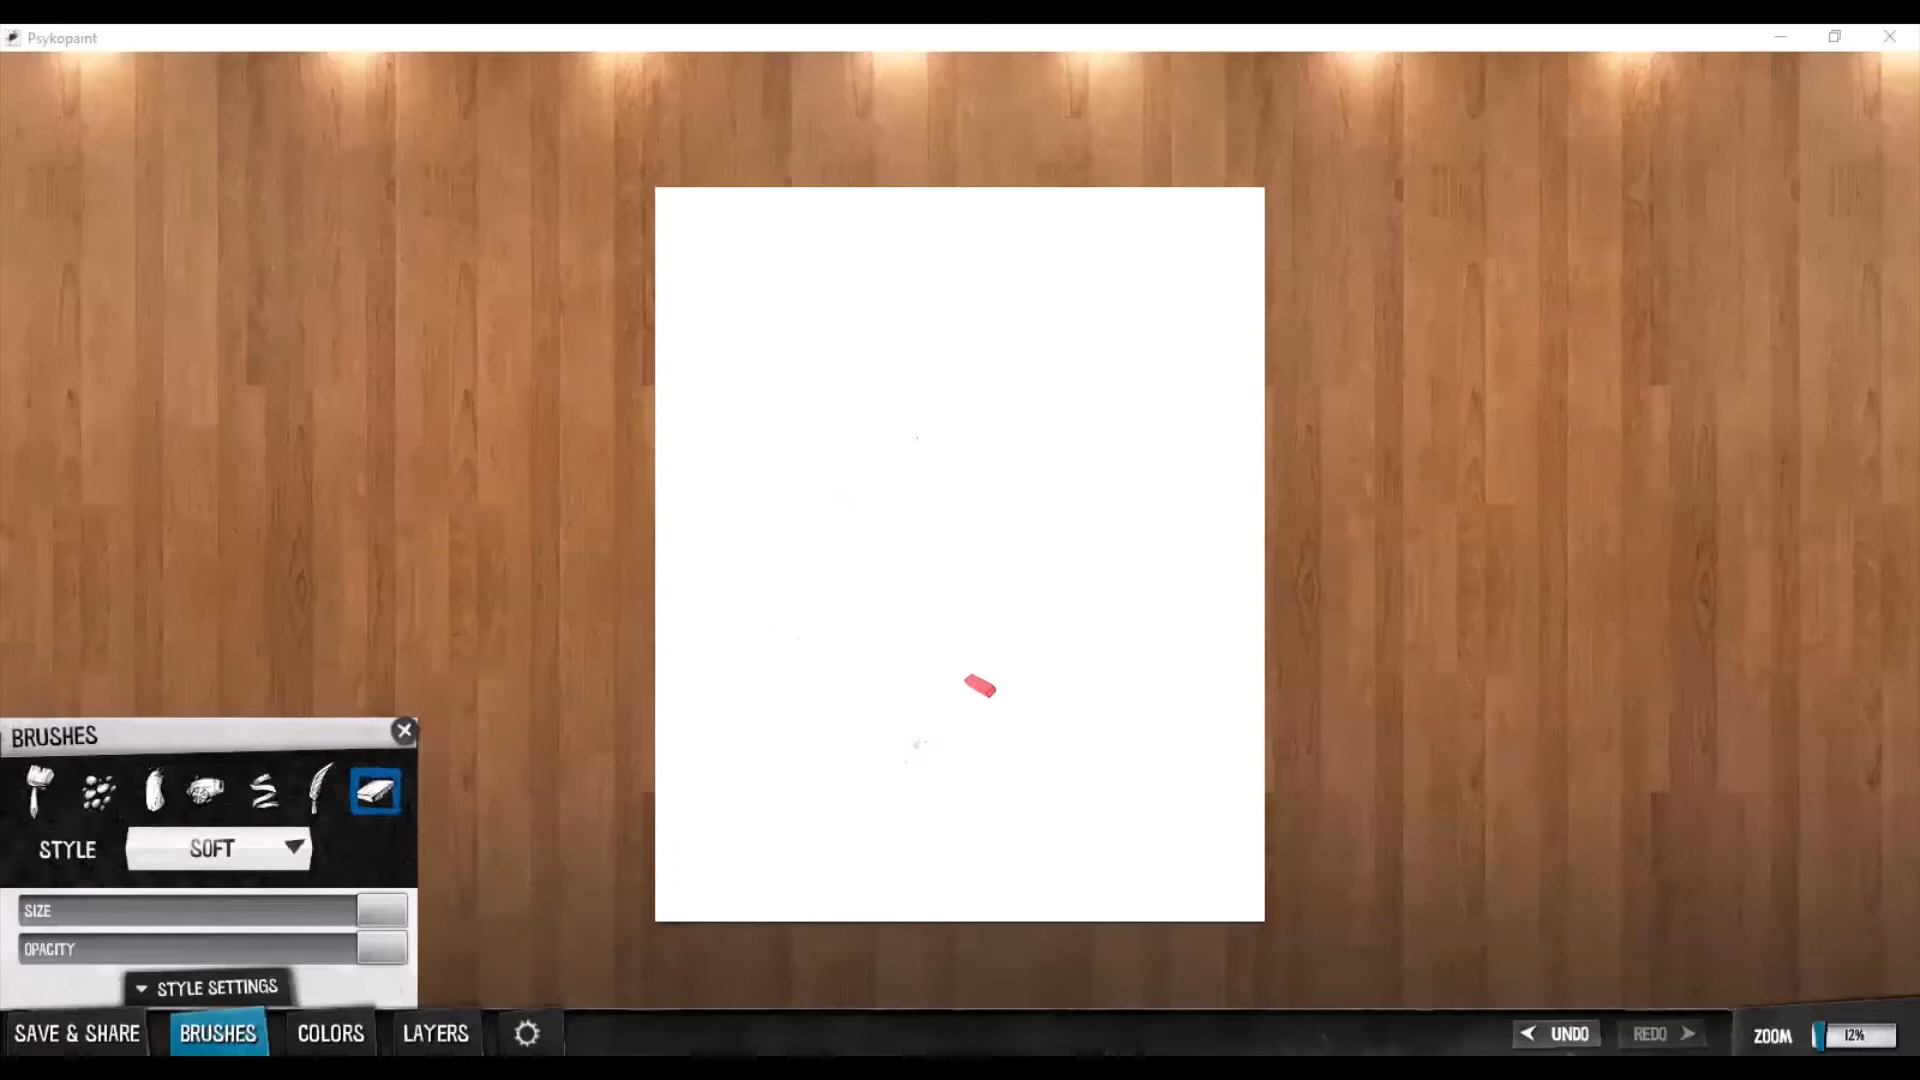 Psykopaint
BRUSHES
STYLE
SOFT
SIZE
OPACITY
STYLE SETTINGS
SAVE & SHARE
BRUSHES
COLORS
LAYERS
UNDO
REDO
ZOOM
12%